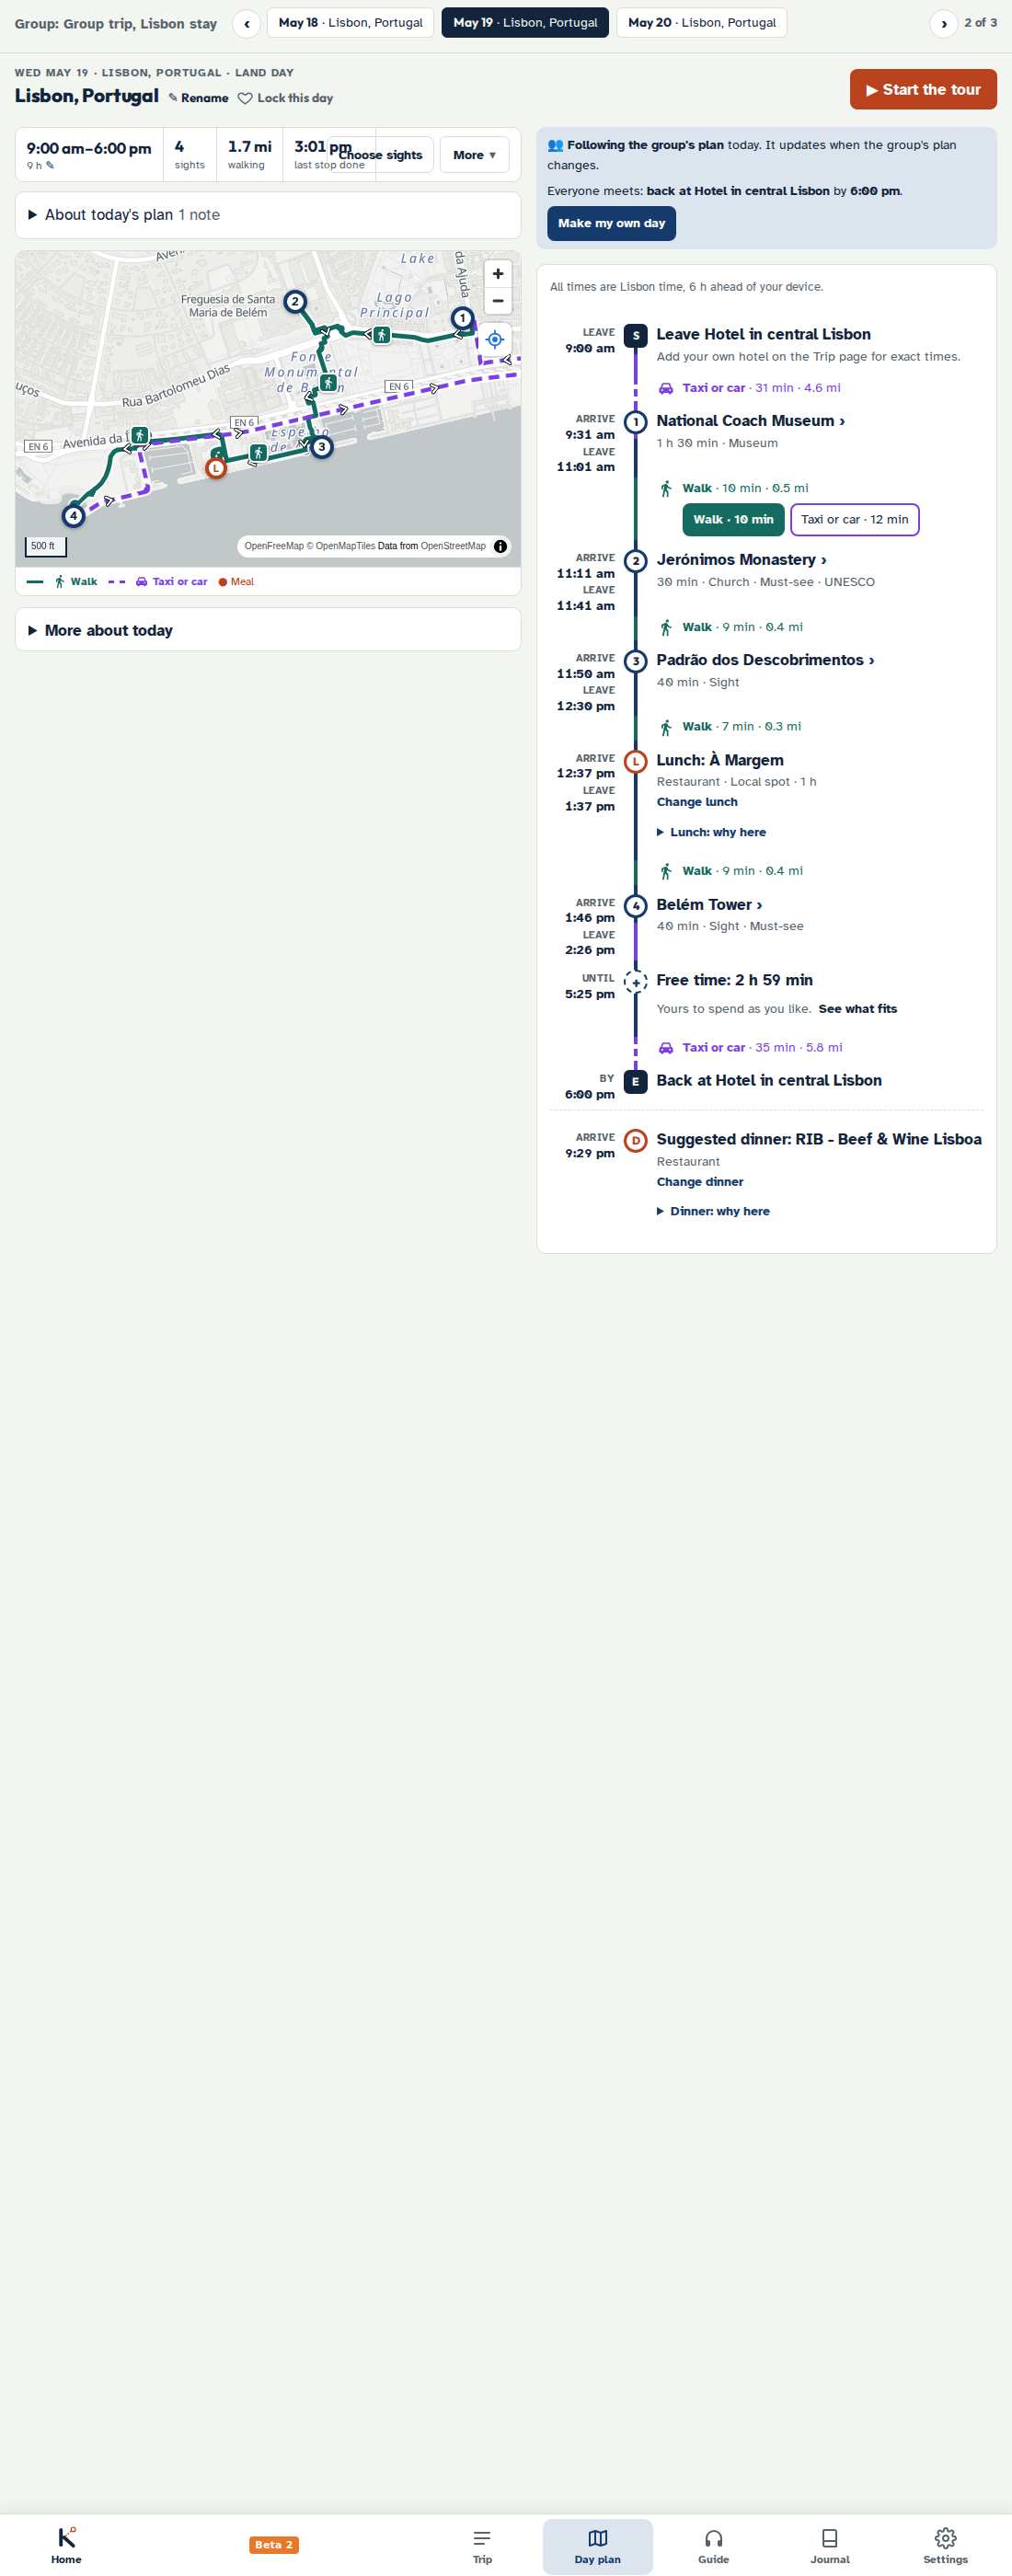 Group: Group trip, Lisbon stay
‹
May 18 · Lisbon, Portugal
May 19 · Lisbon, Portugal
May 20 · Lisbon, Portugal
›
2 of 3
WED MAY 19 · LISBON, PORTUGAL · LAND DAY
Lisbon, Portugal
✎ Rename
Lock this day
▶ Start the tour
9:00 am–6:00 pm
9 h ✎
4
sights
1.7 mi
walking
3:01 pm
last stop done
Choose sights
More ▼
▶ About today's plan 1 note
Lake
da Ajuda
Freguesia de Santa
Maria de Belém
Lago
Principal
2
1
+
−
Rua Bartolomeu Dias
EN 6
EN 6
EN 6
Avenida da
3
L
4
500 ft
OpenFreeMap © OpenMapTiles Data from OpenStreetMap
Walk
Taxi or car
Meal
▶ More about today
👥 Following the group's plan today. It updates when the group's plan
changes.
Everyone meets: back at Hotel in central Lisbon by 6:00 pm.
Make my own day
All times are Lisbon time, 6 h ahead of your device.
LEAVE
9:00 am
S
Leave Hotel in central Lisbon
Add your own hotel on the Trip page for exact times.
Taxi or car · 31 min · 4.6 mi
ARRIVE
9:31 am
LEAVE
11:01 am
1
National Coach Museum ›
1 h 30 min · Museum
Walk · 10 min · 0.5 mi
Walk · 10 min
Taxi or car · 12 min
ARRIVE
11:11 am
LEAVE
11:41 am
2
Jerónimos Monastery ›
30 min · Church · Must-see · UNESCO
Walk · 9 min · 0.4 mi
ARRIVE
11:50 am
LEAVE
12:30 pm
3
Padrão dos Descobrimentos ›
40 min · Sight
Walk · 7 min · 0.3 mi
ARRIVE
12:37 pm
LEAVE
1:37 pm
L
Lunch: À Margem
Restaurant · Local spot · 1 h
Change lunch
▶ Lunch: why here
Walk · 9 min · 0.4 mi
ARRIVE
1:46 pm
LEAVE
2:26 pm
4
Belém Tower ›
40 min · Sight · Must-see
UNTIL
5:25 pm
+
Free time: 2 h 59 min
Yours to spend as you like. See what fits
Taxi or car · 35 min · 5.8 mi
BY
6:00 pm
E
Back at Hotel in central Lisbon
ARRIVE
9:29 pm
D
Suggested dinner: RIB - Beef & Wine Lisboa
Restaurant
Change dinner
▶ Dinner: why here
Home
Beta 2
Trip
Day plan
Guide
Journal
Settings